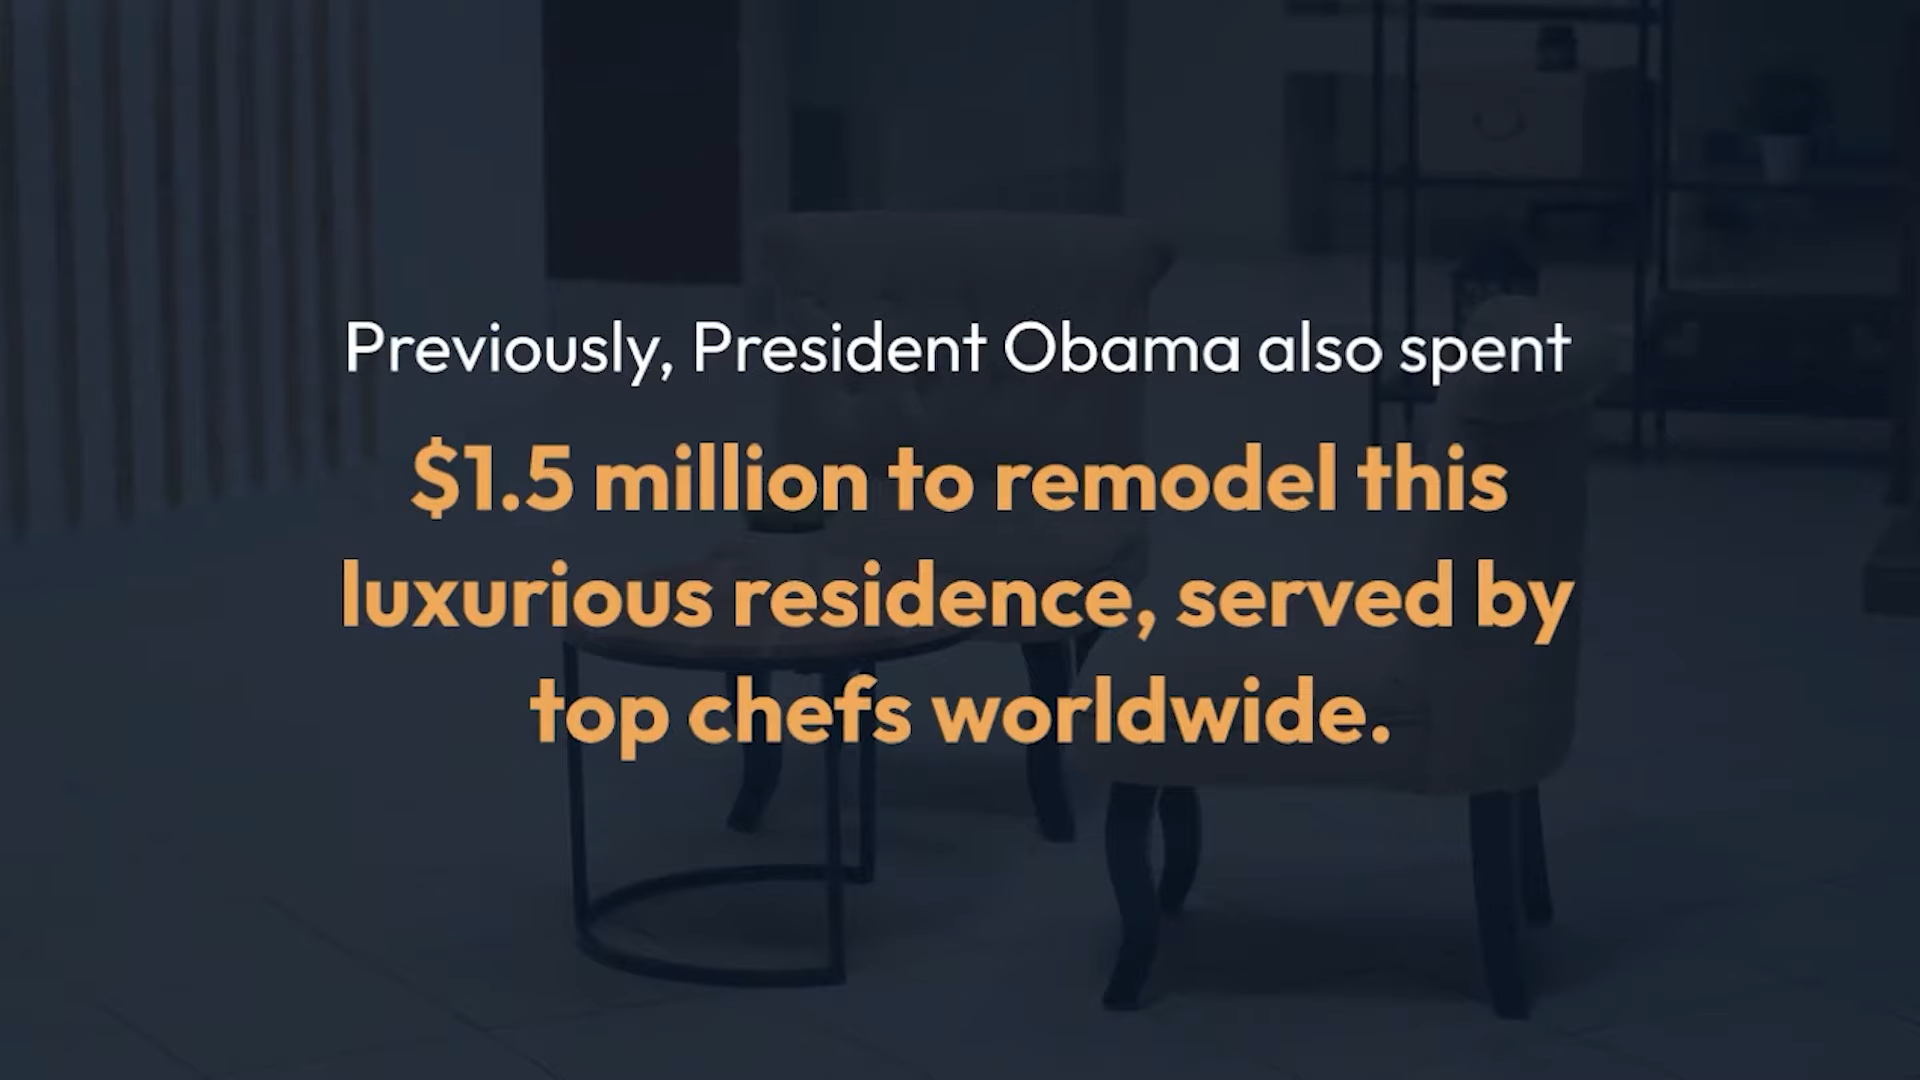 Previously, President Obama also spent
$1.5 million to remodel this
luxurious residence, served by
top chefs worldwide.